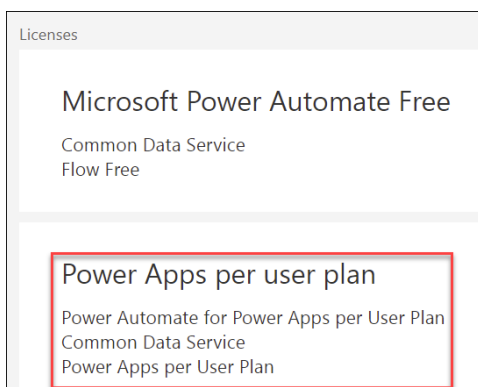 Licenses
Microsoft Power Automate Free
Common Data Service
Flow Free
Power Apps per user plan
Power Automate for Power Apps per User Plan
Common Data Service
Power Apps per User Plan